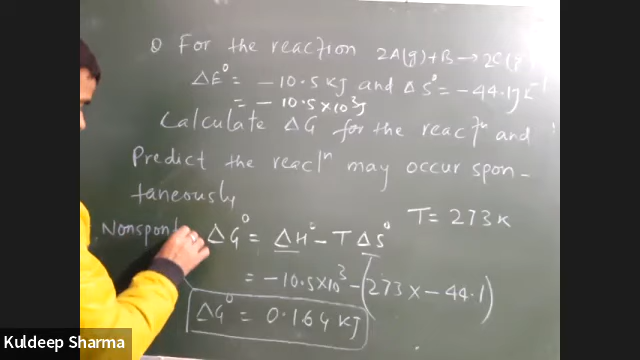 Q For the reaction 2A(g)+B → 2C(g)
ΔE° = -10.5 KJ and ΔS° = -44.1 JK⁻¹
= -10.5×10³J
Calculate ΔG for the reacⁿ and
Predict the reacⁿ may occur spon-
taneously
T = 273 K
Nonspont ΔG° = ΔH° - TΔS°
= -10.5×10³ - (273 × -44.1)
ΔG° = 0.164 KJ
Kuldeep Sharma